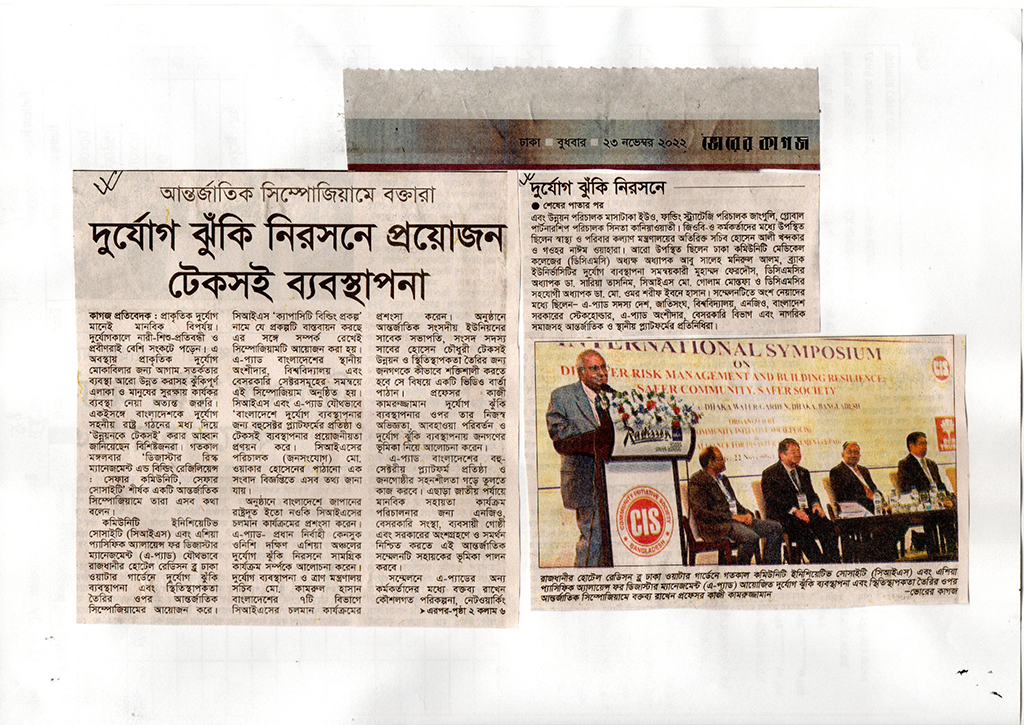 ঢাকা ■ বুধবার ■ ২৩ নভেম্বর ২০২২ ভোরের কাগজ
আন্তর্জাতিক সিম্পোজিয়ামে বক্তারা
দুর্যোগ ঝুঁকি নিরসনে প্রয়োজন
টেকসই ব্যবস্থাপনা
কাগজ প্রতিবেদক : প্রাকৃতিক দুর্যোগ
মানেই মানবিক বিপর্যয়।
দুর্যোগকালে নারী-শিশু-প্রতিবন্ধী ও
প্রবীণরাই বেশি সংকটে পড়েন। এ
অবস্থায় প্রাকৃতিক দুর্যোগ
মোকাবিলার জন্য আগাম সতর্কতার
ব্যবস্থা আরো উন্নত করাসহ ঝুঁকিপূর্ণ
এলাকা ও মানুষের সুরক্ষায় কার্যকর
ব্যবস্থা নেয়া অত্যন্ত জরুরি।
একইসঙ্গে বাংলাদেশকে দুর্যোগ
সহনীয় রাষ্ট্র গঠনের মধ্য দিয়ে
'উন্নয়নকে টেকসই' করার আহ্বান
জানিয়েছেন বিশিষ্টজনরা। গতকাল
মঙ্গলবার 'ডিজাস্টার রিস্ক
ম্যানেজমেন্ট এন্ড বিল্ডিং রেজিলিয়েন্স
: সেফার কমিউনিটি, সেফার
সোসাইটি' শীর্ষক একটি আন্তর্জাতিক
সিম্পোজিয়ামে তারা এসব কথা
বলেন।
কমিউনিটি ইনিশিয়েটিভ
সোসাইটি (সিআইএস) এবং এশিয়া
প্যাসিফিক অ্যালায়েন্স ফর ডিজাস্টার
ম্যানেজমেন্ট (এ-প্যাড) যৌথভাবে
রাজধানীর হোটেল রেডিসন ব্লু ঢাকা
ওয়াটার গার্ডেনে দুর্যোগ ঝুঁকি
ব্যবস্থাপনা এবং স্থিতিস্থাপকতা
তৈরির ওপর আন্তর্জাতিক
সিম্পোজিয়ামের আয়োজন করে।
সিআইএস 'ক্যাপাসিটি বিল্ডিং প্রকল্প'
নামে যে প্রকল্পটি বাস্তবায়ন করছে
এর সঙ্গে সম্পর্ক রেখেই
সিম্পোজিয়ামটি আয়োজন করা হয়।
এ-প্যাড বাংলাদেশের স্থানীয়
অংশীদার, বিশ্ববিদ্যালয় এবং
বেসরকারি সেক্টরসমূহের সমন্বয়ে
এই সিম্পোজিয়াম অনুষ্ঠিত হয়।
সিআইএস এবং এ-প্যাড যৌথভাবে
'বাংলাদেশে দুর্যোগ ব্যবস্থাপনার
জন্য বহুসেক্টর প্ল্যাটফর্মের প্রতিষ্ঠা ও
টেকসই ব্যবস্থাপনার প্রয়োজনীয়তা
প্রণয়ন করে। সিআইএসের
পরিচালক (জনসংযোগ) মো.
ওয়াকার হোসেনের পাঠানো এক
সংবাদ বিজ্ঞপ্তিতে এসব তথ্য জানা
যায়।
অনুষ্ঠানে বাংলাদেশে জাপানের
রাষ্ট্রদূত ইতো নাওকি সিআইএসের
চলমান কার্যক্রমের প্রশংসা করেন।
এ-প্যাড- প্রধান নির্বাহী কেনসুক
ওনিশি দক্ষিণ এশিয়া অঞ্চলের
দুর্যোগ ঝুঁকি নিরসনে সামগ্রিক
কার্যক্রম সম্পর্কে আলোচনা করেন।
দুর্যোগ ব্যবস্থাপনা ও ত্রাণ মন্ত্রণালয়
সচিব মো. কামরুল হাসান
বাংলাদেশের ৭টি বিভাগে
সিআইএসের চলমান কার্যক্রমের
প্রশংসা করেন। অনুষ্ঠানে
আন্তর্জাতিক সংসদীয় ইউনিয়নের
সাবেক সভাপতি, সংসদ সদস্য
সাবের হোসেন চৌধুরী টেকসই
উন্নয়ন ও স্থিতিস্থাপকতা তৈরির জন্য
জনগণকে কীভাবে শক্তিশালী করতে
হবে সে বিষয়ে একটি ভিডিও বার্তা
পাঠান। প্রফেসর কাজী
কামরুজ্জামান দুর্যোগ ঝুঁকি
ব্যবস্থাপনার ওপর তার নিজস্ব
অভিজ্ঞতা, আবহাওয়া পরিবর্তন ও
দুর্যোগ ঝুঁকি ব্যবস্থাপনায় জনগণের
ভূমিকা নিয়ে আলোচনা করেন।
এ-প্যাড-বাংলাদেশের বহু-
সেক্টরীয় প্ল্যাটফর্ম প্রতিষ্ঠা ও
জনগোষ্ঠীর সহনশীলতা গড়ে তুলতে
কাজ করবে। এছাড়া জাতীয় পর্যায়ে
মানবিক সহায়তা কার্যক্রম
পরিচালনার জন্য এনজিও,
বেসরকারি সংস্থা, ব্যবসায়ী গোষ্ঠী
এবং সরকারের অংশগ্রহণে ও সমর্থন
নিশ্চিত করতে এই আন্তর্জাতিক
সম্মেলনটি সহায়কের ভূমিকা পালন
করবে।
সম্মেলনে এ-প্যাডের অন্য
কর্মকর্তাদের মধ্যে বক্তব্য রাখেন
কৌশলগত পরিকল্পনা, নেটওয়ার্কিং
➤ এরপর-পৃষ্ঠা ২ কলাম ৬
দুর্যোগ ঝুঁকি নিরসনে
● শেষের পাতার পর
এবং উন্নয়ন পরিচালক মাসাটাকা ইউও, ফান্ডিং স্ট্র্যাটেজি পরিচালক জাংগুলি, গ্লোবাল
পার্টনারশিপ পরিচালক সিনতা কানিয়াওয়াতী। জিওবি-ও কর্মকর্তাদের মধ্যে উপস্থিত
ছিলেন স্বাস্থ্য ও পরিবার কল্যাণ মন্ত্রণালয়ের অতিরিক্ত সচিব হোসেন আলী খন্দকার
ও গওহর নাঈম ওয়াহারা। আরো উপস্থিত ছিলেন ঢাকা কমিউনিটি মেডিকেল
কলেজের (ডিসিএমসি) অধ্যক্ষ অধ্যাপক আবু সালেহ মনিরুল আলম, ব্র্যাক
ইউনির্ভাসিটির দুর্যোগ ব্যবস্থাপনা সমন্বয়কারী মুহাম্মদ ফেরদৌস, ডিসিএমসির
অধ্যাপক ডা. সারিয়া তাসনিম, সিআইএস মো. গোলাম মোস্তফা ও ডিসিএমসির
সহযোগী অধ্যাপক ডা. মো. ওমর শরীফ ইবনে হাসান। সম্মেলনটিতে অংশ নেয়াদের
মধ্যে ছিলেন– এ-প্যাড সদস্য দেশ, জাতিসংঘ, বিশ্ববিদ্যালয়, এনজিও, বাংলাদেশ
সরকারের স্টেকহোল্ডার, এ-প্যাড অংশীদার, বেসরকারি বিভাগ এবং নাগরিক
সমাজসহ আন্তর্জাতিক ও স্থানীয় প্ল্যাটফর্মের প্রতিনিধিরা।
INTERNATIONAL SYMPOSIUM
ON
RISK MANAGEMENT AND BUILDING RESILIENCE:
SAFER COMMUNITY, SAFER SOCIETY
DHAKA WATER GARDEN, DHAKA, BANGLADESH
COMMUNITY INITIATIVE SOCIETY
CIS
BANGLADESH
CIS
রাজধানীর হোটেল রেডিসন ব্লু ঢাকা ওয়াটার গার্ডেনে গতকাল কমিউনিটি ইনিশিয়েটিভ সোসাইটি (সিআইএস) এবং এশিয়া
প্যাসিফিক অ্যালায়েন্স ফর ডিজাস্টার ম্যানেজমেন্ট (এ-প্যাড) আয়োজিত দুর্যোগ ঝুঁকি ব্যবস্থাপনা এবং স্থিতিস্থাপকতা তৈরির ওপর
আন্তর্জাতিক সিম্পোজিয়ামে বক্তব্য রাখেন প্রফেসর কাজী কামরুজ্জামান
–ভোরের কাগজ